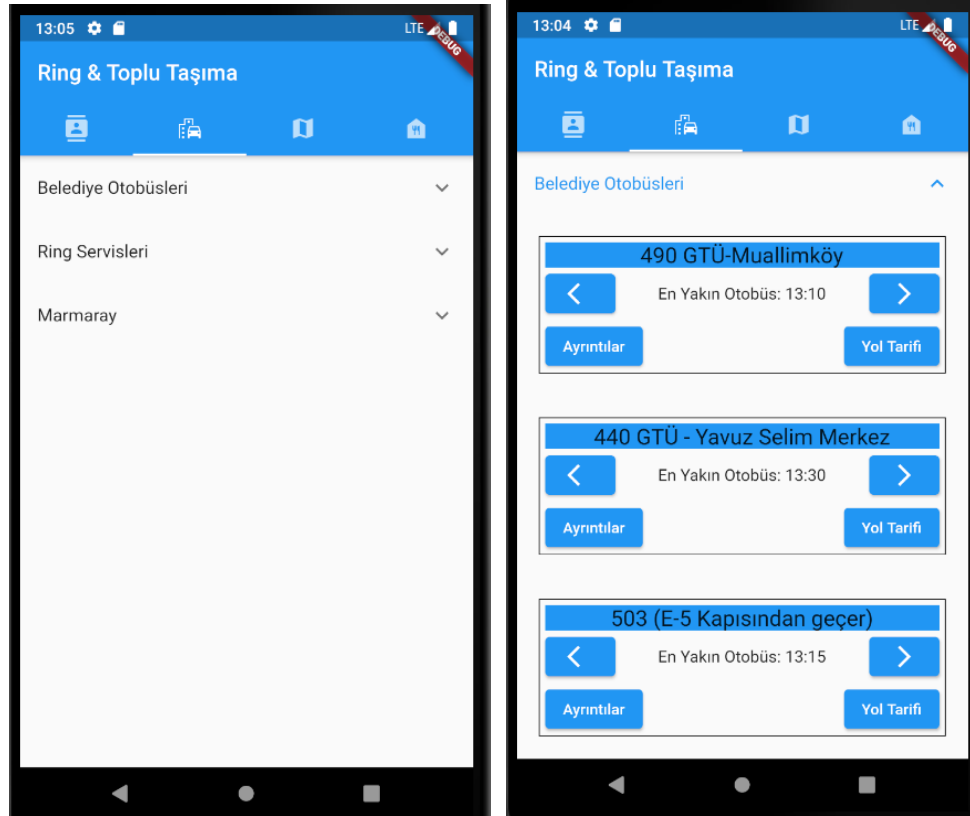 13:05 LTE
DEBUG
Ring & Toplu Taşıma
Belediye Otobüsleri
Ring Servisleri
Marmaray
13:04 LTE
DEBUG
Ring & Toplu Taşıma
Belediye Otobüsleri
490 GTÜ-Muallimköy
En Yakın Otobüs: 13:10
Ayrıntılar Yol Tarifi
440 GTÜ - Yavuz Selim Merkez
En Yakın Otobüs: 13:30
Ayrıntılar Yol Tarifi
503 (E-5 Kapısından geçer)
En Yakın Otobüs: 13:15
Ayrıntılar Yol Tarifi